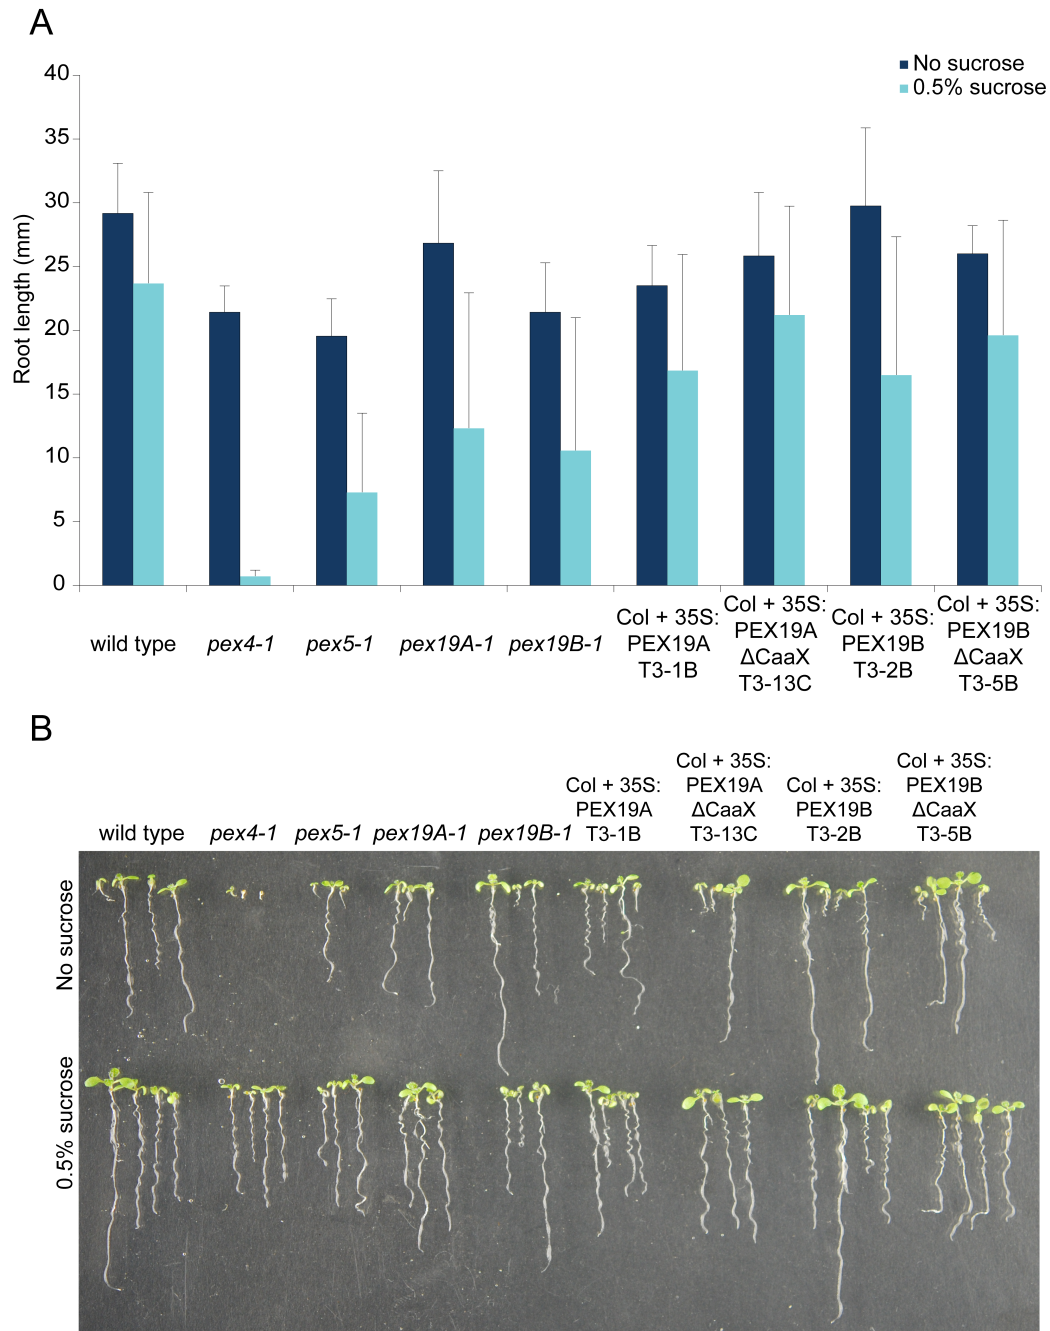 A
No sucrose
0.5% sucrose
40
35
30
25
20
15
10
5
0
Root length (mm)
wild type
pex4-1
pex5-1
pex19A-1
pex19B-1
Col + 35S:
PEX19A
T3-1B
Col + 35S:
PEX19A
ΔCaaX
T3-13C
Col + 35S:
PEX19B
T3-2B
Col + 35S:
PEX19B
ΔCaaX
T3-5B
B
wild type
pex4-1
pex5-1
pex19A-1
pex19B-1
Col + 35S:
PEX19A
T3-1B
Col + 35S:
PEX19A
ΔCaaX
T3-13C
Col + 35S:
PEX19B
T3-2B
Col + 35S:
PEX19B
ΔCaaX
T3-5B
No sucrose
0.5% sucrose